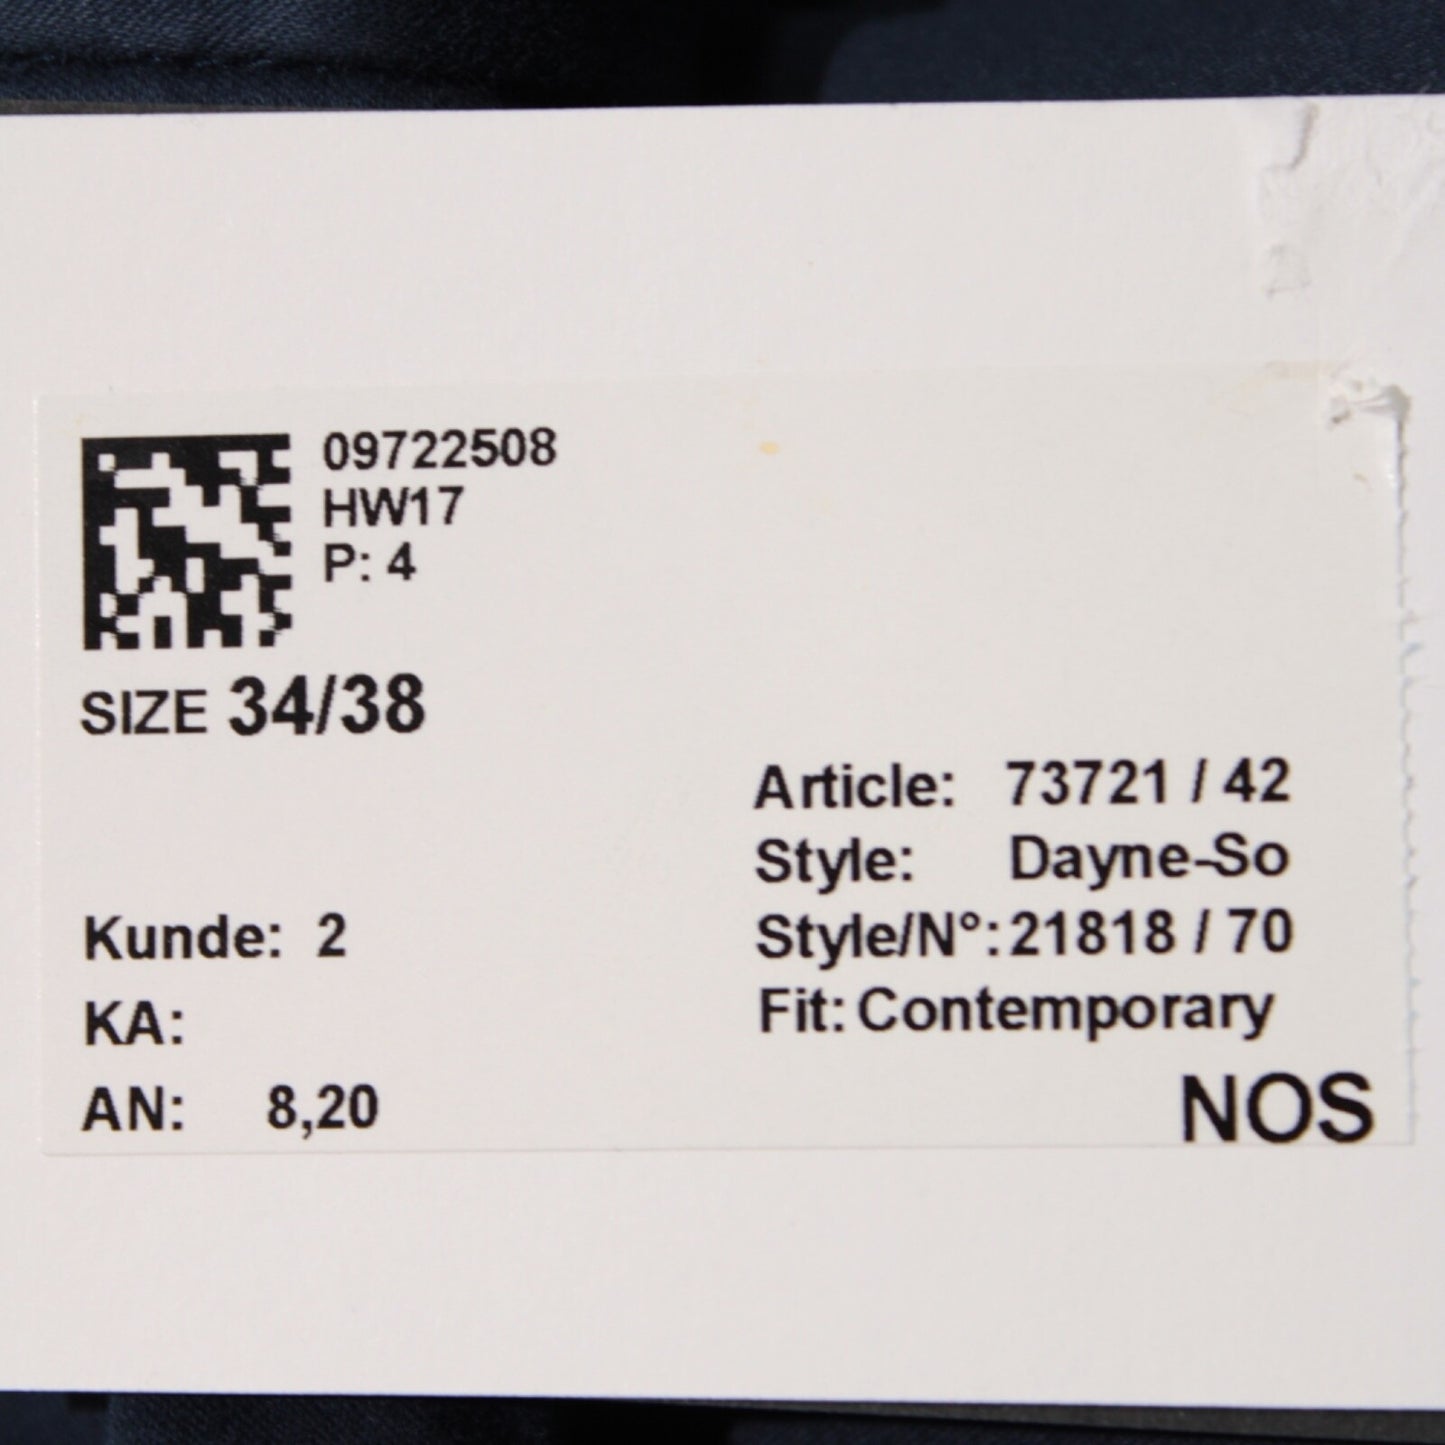 09722508
HW17
P: 4
SIZE 34/38
Article: 73721 / 42
Style: Dayne-So
Kunde: 2
Style/N°: 21818 / 70
KA:
Fit: Contemporary
AN: 8,20
NOS